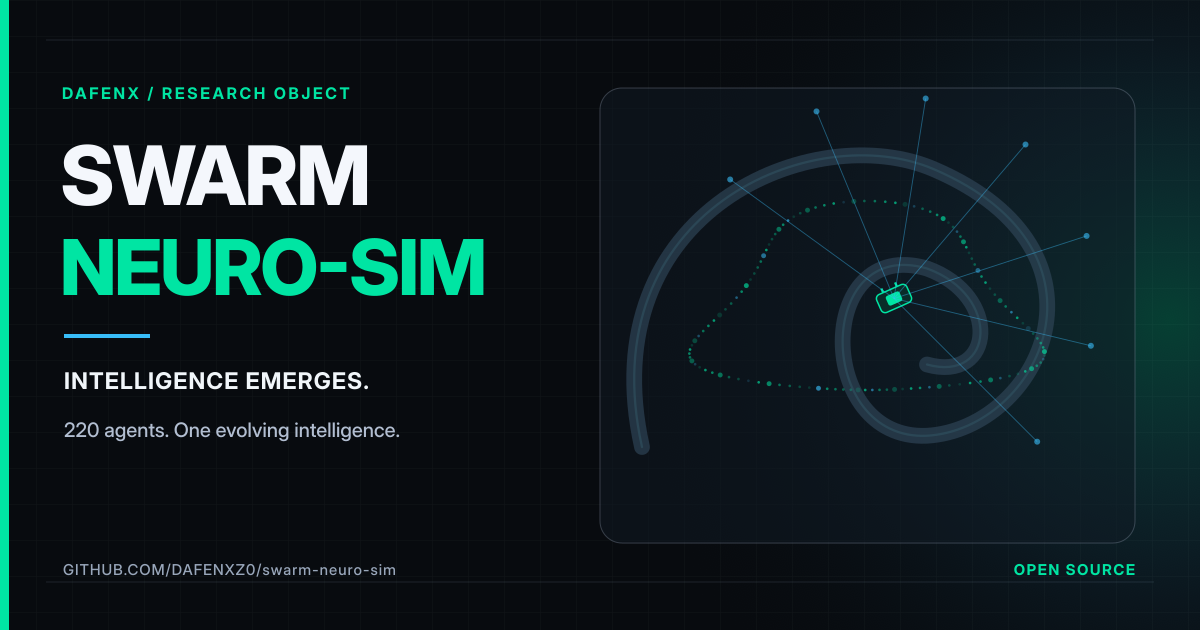 DAFENX / RESEARCH OBJECT
SWARM
NEURO-SIM
INTELLIGENCE EMERGES.
220 agents. One evolving intelligence.
GITHUB.COM/DAFENXZ0/swarm-neuro-sim
OPEN SOURCE